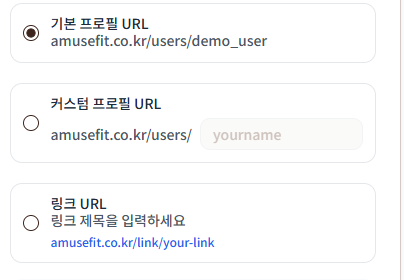 기본 프로필 URL
amusefit.co.kr/users/demo_user
커스텀 프로필 URL
amusefit.co.kr/users/ yourname
링크 URL
링크 제목을 입력하세요
amusefit.co.kr/link/your-link